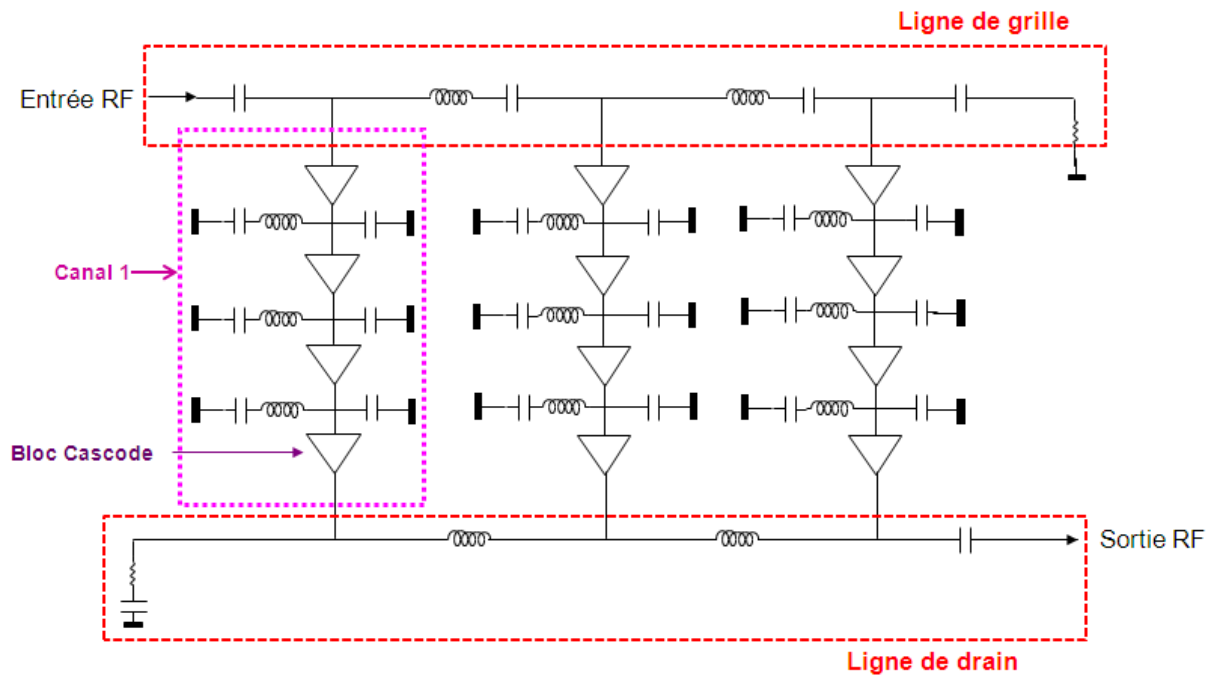 Ligne de grille
Entrée RF
Canal 1
Bloc Cascode
Sortie RF
Ligne de drain